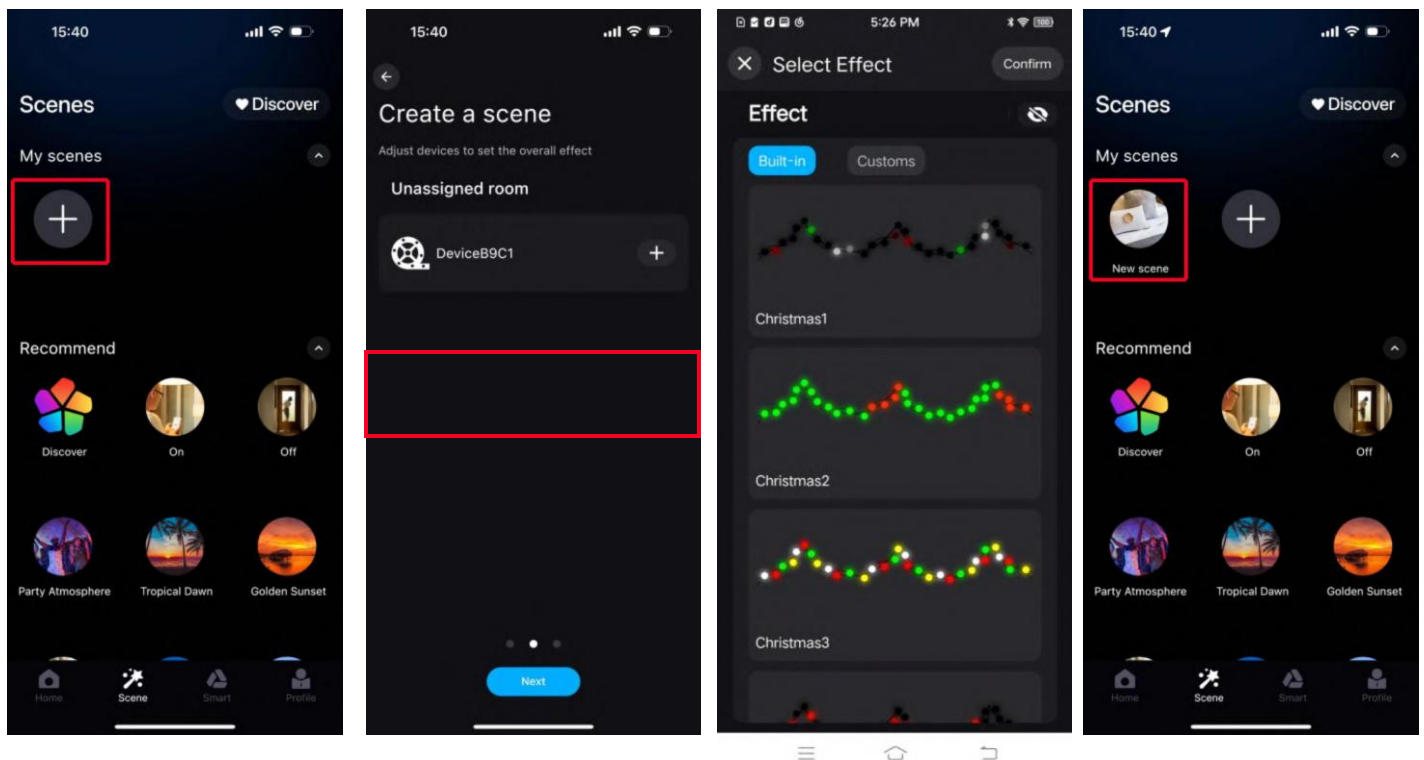 15:40
Scenes
Discover
My scenes
Recommend
Discover
On
Off
Party Atmosphere
Tropical Dawn
Golden Sunset
Home
Scene
Smart
Profile
15:40
Create a scene
Adjust devices to set the overall effect
Unassigned room
DeviceB9C1
Next
5:26 PM
100
Select Effect
Confirm
Effect
Built-in
Customs
Christmas1
Christmas2
Christmas3
15:40
Scenes
Discover
My scenes
New scene
Recommend
Discover
On
Off
Party Atmosphere
Tropical Dawn
Golden Sunset
Home
Scene
Smart
Profile